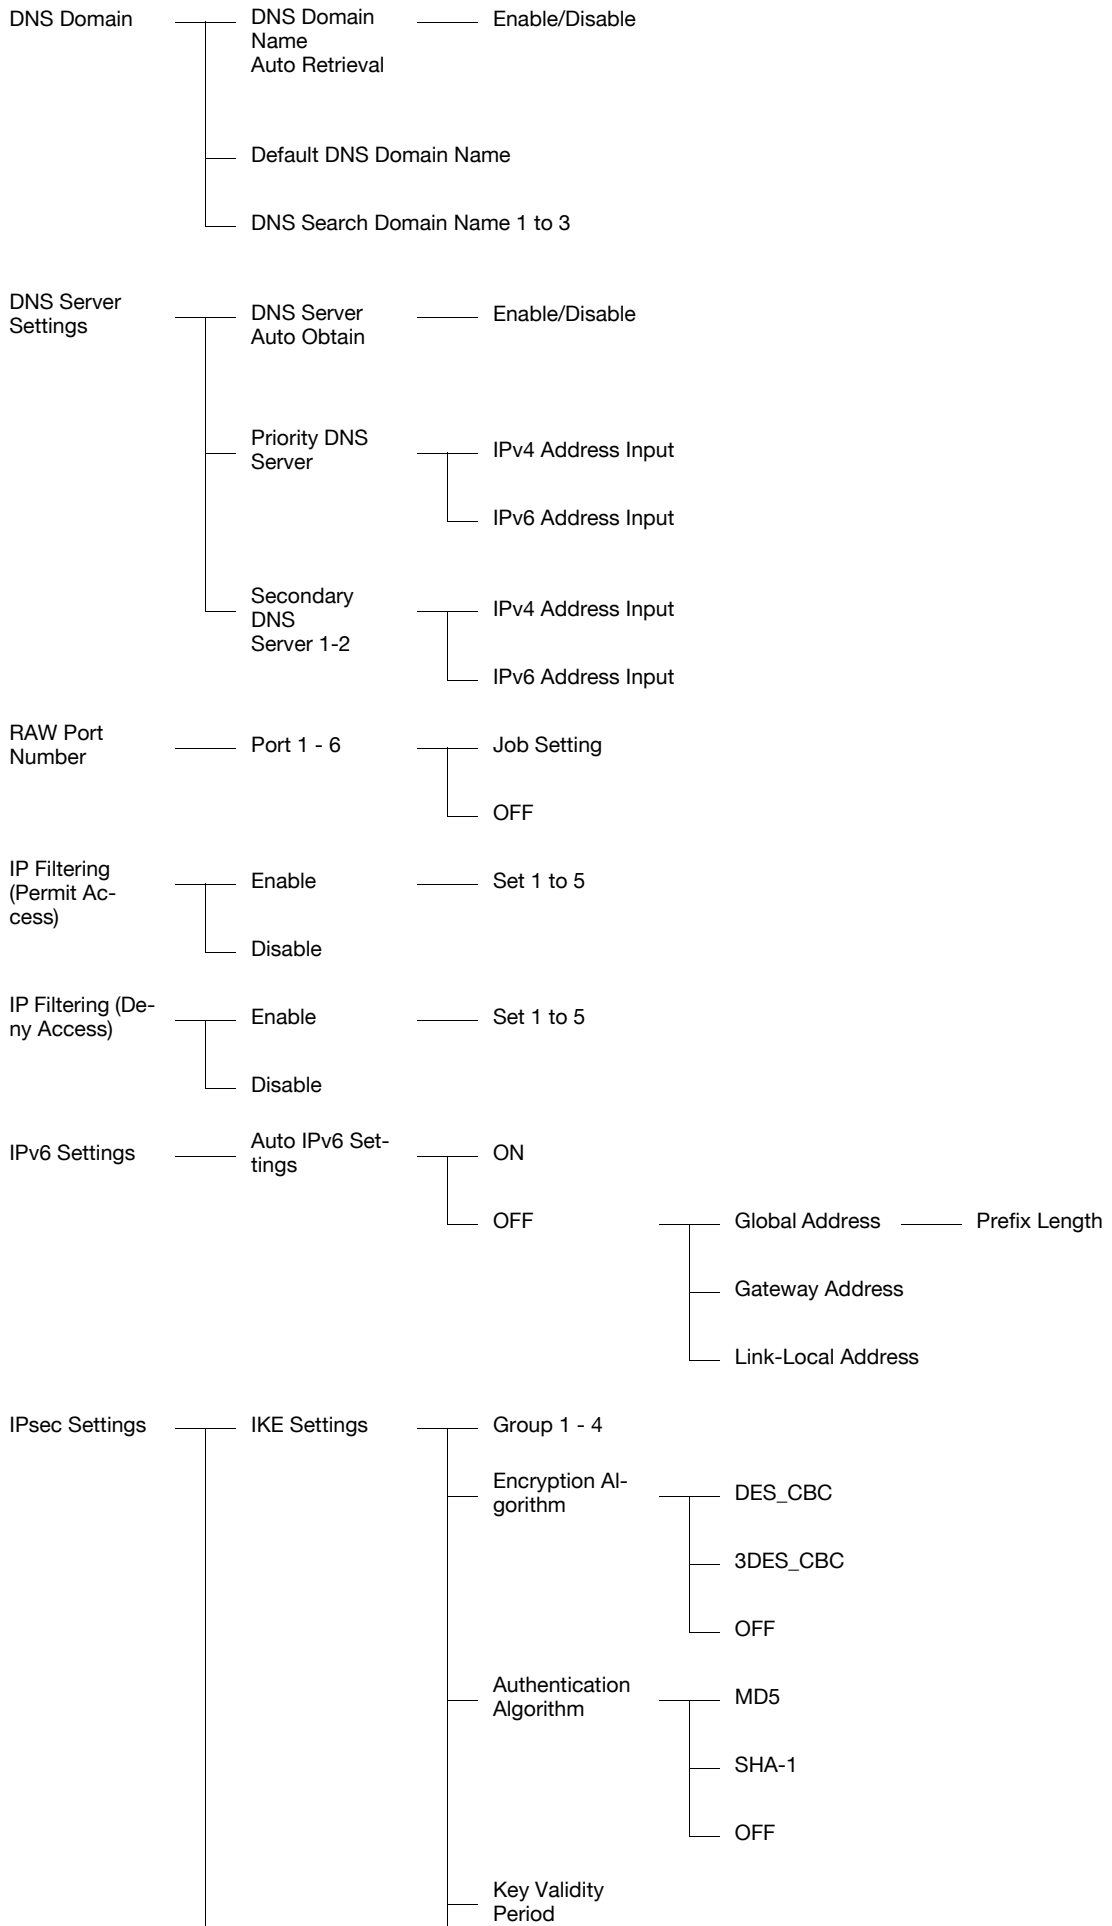 DNS Domain
DNS Domain
Name
Auto Retrieval
Enable/Disable
Default DNS Domain Name
DNS Search Domain Name 1 to 3
DNS Server
Settings
DNS Server
Auto Obtain
Enable/Disable
Priority DNS
Server
IPv4 Address Input
IPv6 Address Input
Secondary
DNS
Server 1-2
IPv4 Address Input
IPv6 Address Input
RAW Port
Number
Port 1 - 6
Job Setting
OFF
IP Filtering
(Permit Ac-
cess)
Enable
Set 1 to 5
Disable
IP Filtering (De-
ny Access)
Enable
Set 1 to 5
Disable
IPv6 Settings
Auto IPv6 Set-
tings
ON
OFF
Global Address
Prefix Length
Gateway Address
Link-Local Address
IPsec Settings
IKE Settings
Group 1 - 4
Encryption Al-
gorithm
DES_CBC
3DES_CBC
OFF
Authentication
Algorithm
MD5
SHA-1
OFF
Key Validity
Period